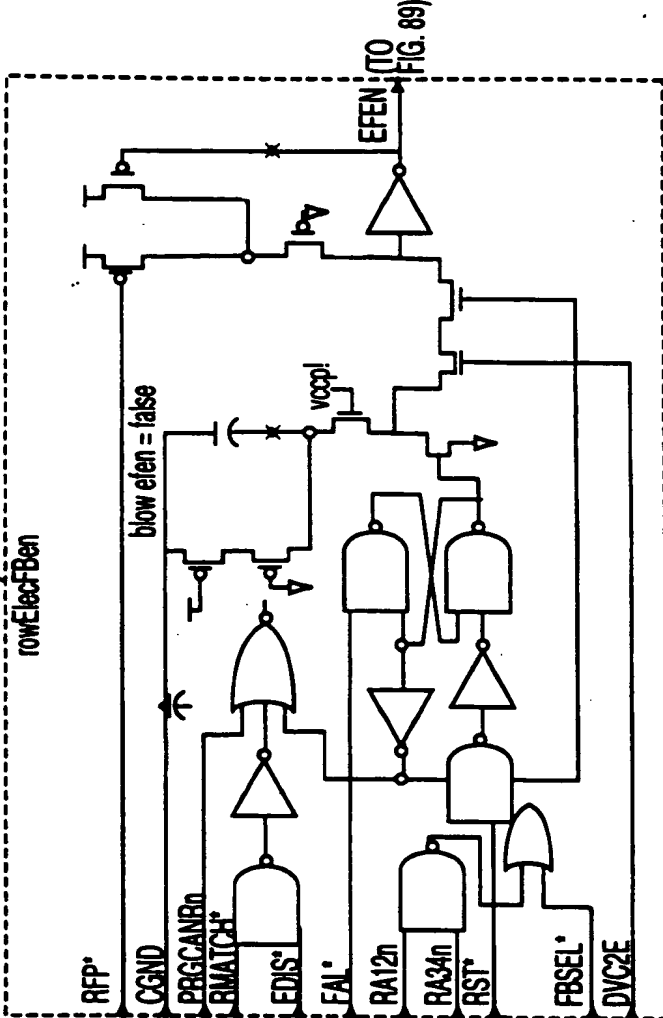 rowElecFBen
RFP*
CGND
PRGCANRn
RMATCH*
EDIS*
FAL*
RA12n
RA34n
RST*
FBSEL*
DVC2E
blow efen = false
vccp!
EFEN
(TO
FIG. 89)